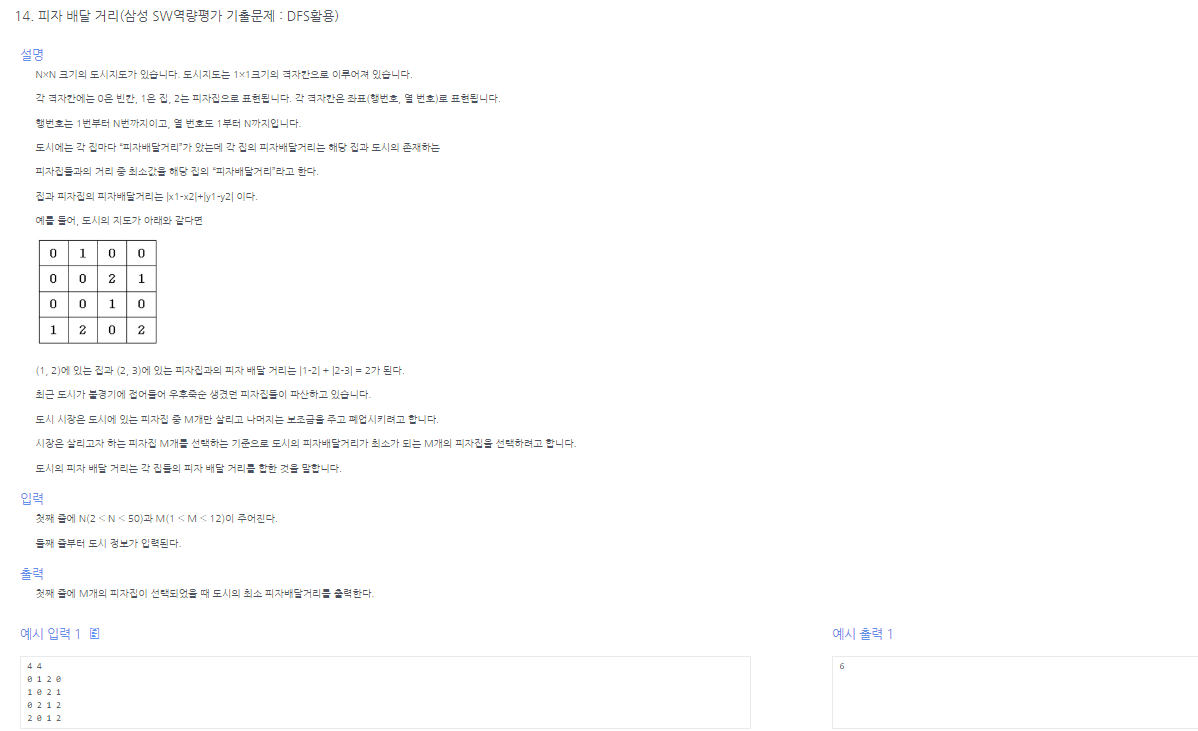 14. 피자 배달 거리(삼성 SW역량평가 기출문제 : DFS활용)
설명
N×N 크기의 도시지도가 있습니다. 도시지도는 1×1크기의 격자칸으로 이루어져 있습니다.
각 격자칸에는 0은 빈칸, 1은 집, 2는 피자집으로 표현됩니다. 각 격자칸은 좌표(행번호, 열 번호)로 표현됩니다.
행번호는 1번부터 N번까지이고, 열 번호도 1부터 N까지입니다.
도시에는 각 집마다 “피자배달거리”가 았는데 각 집의 피자배달거리는 해당 집과 도시의 존재하는
피자집들과의 거리 중 최소값을 해당 집의 “피자배달거리”라고 한다.
집과 피자집의 피자배달거리는 |x1-x2|+|y1-y2| 이다.
예를 들어, 도시의 지도가 아래와 같다면
0 1 0 0
0 0 2 1
0 0 1 0
1 2 0 2
(1, 2)에 있는 집과 (2, 3)에 있는 피자집과의 피자 배달 거리는 |1-2| + |2-3| = 2가 된다.
최근 도시가 불경기에 접어들어 우후죽순 생겼던 피자집들이 파산하고 있습니다.
도시 시장은 도시에 있는 피자집 중 M개만 살리고 나머지는 보조금을 주고 폐업시키려고 합니다.
시장은 살리고자 하는 피자집 M개를 선택하는 기준으로 도시의 피자배달거리가 최소가 되는 M개의 피자집을 선택하려고 합니다.
도시의 피자 배달 거리는 각 집들의 피자 배달 거리를 합한 것을 말합니다.
입력
첫째 줄에 N(2 < N < 50)과 M(1 < M < 12)이 주어진다.
둘째 줄부터 도시 정보가 입력된다.
출력
첫째 줄에 M개의 피자집이 선택되었을 때 도시의 최소 피자배달거리를 출력한다.
예시 입력 1
4 4
0 1 2 0
1 0 2 1
0 2 1 2
2 0 1 2
예시 출력 1
6